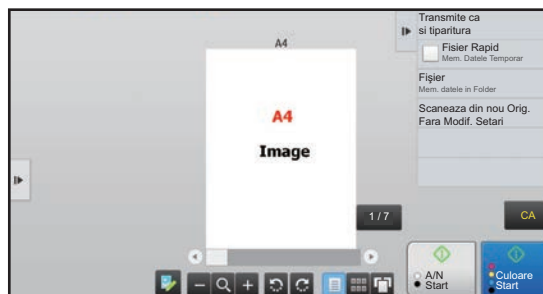 A4
A4
Image
1 / 7
Transmite ca
si tiparitura
Fisier Rapid
Mem. Datele Temporar
Fişier
Mem. datele in Folder
Scaneaza din nou Orig.
Fara Modif. Setari
CA
A/N
Start
Culoare
Start